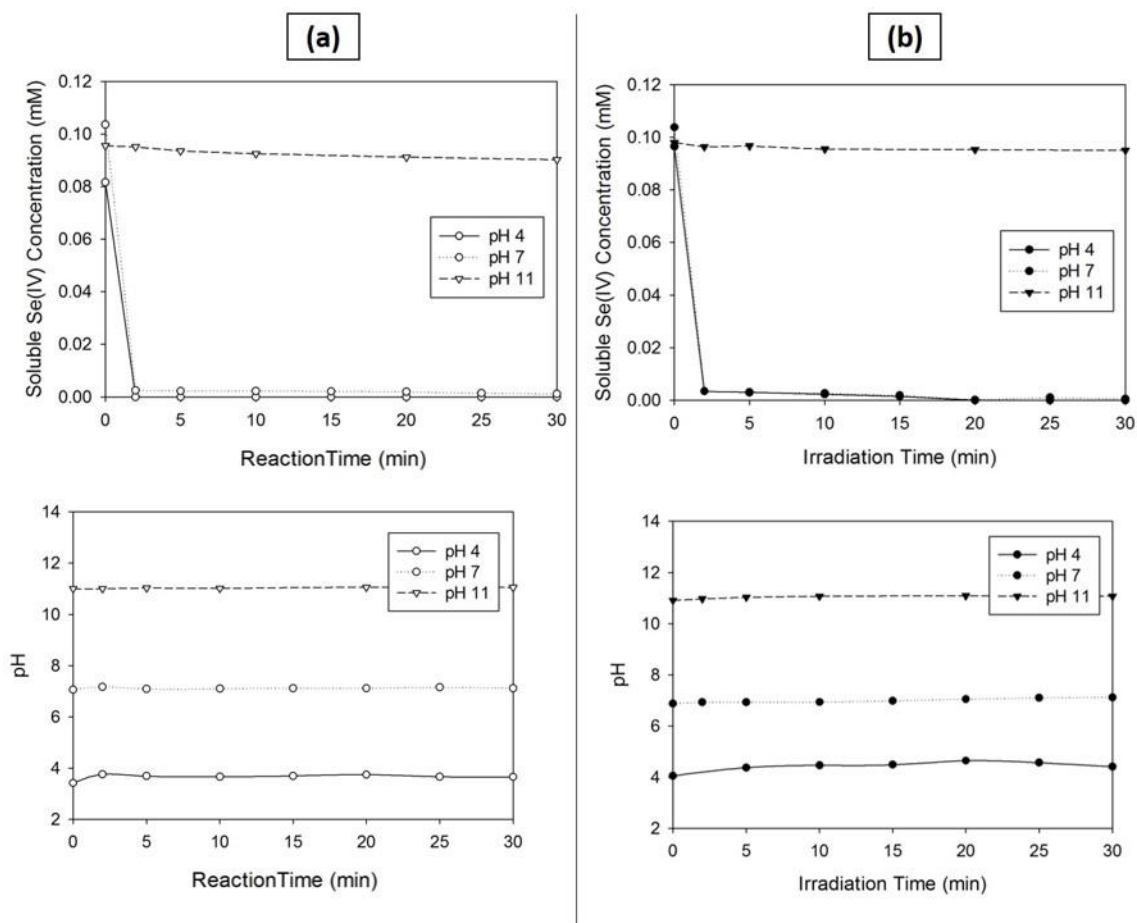 (a)
0.12
0.10
0.08
0.06
0.04
0.02
0.00
Soluble Se(IV) Concentration (mM)
pH 4
pH 7
pH 11
0 5 10 15 20 25 30
ReactionTime (min)
14
12
10
8
6
4
2
pH
pH 4
pH 7
pH 11
0 5 10 15 20 25 30
ReactionTime (min)
(b)
0.12
0.10
0.08
0.06
0.04
0.02
0.00
Soluble Se(IV) Concentration (mM)
pH 4
pH 7
pH 11
0 5 10 15 20 25 30
Irradiation Time (min)
14
12
10
8
6
4
2
pH
pH 4
pH 7
pH 11
0 5 10 15 20 25 30
Irradiation Time (min)